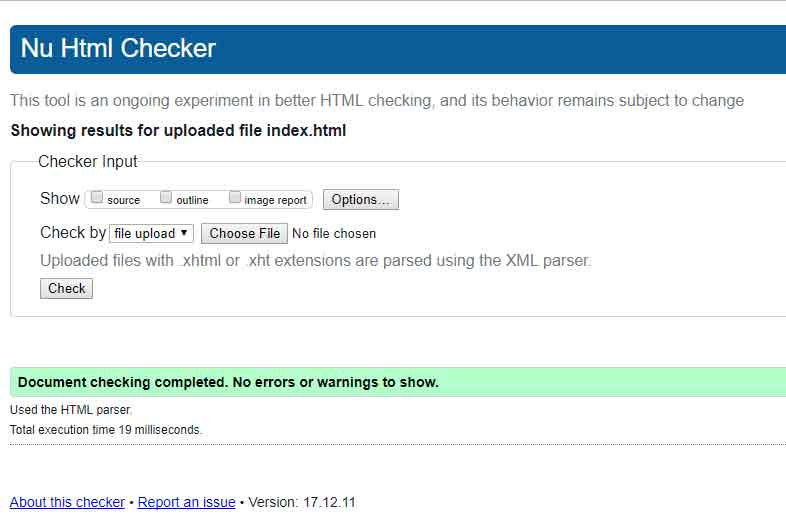 Nu Html Checker
This tool is an ongoing experiment in better HTML checking, and its behavior remains subject to change
Showing results for uploaded file index.html
Checker Input
Show source outline image report Options...
Check by file upload Choose File No file chosen
Uploaded files with .xhtml or .xht extensions are parsed using the XML parser.
Check
Document checking completed. No errors or warnings to show.
Used the HTML parser.
Total execution time 19 milliseconds.
About this checker • Report an issue • Version: 17.12.11